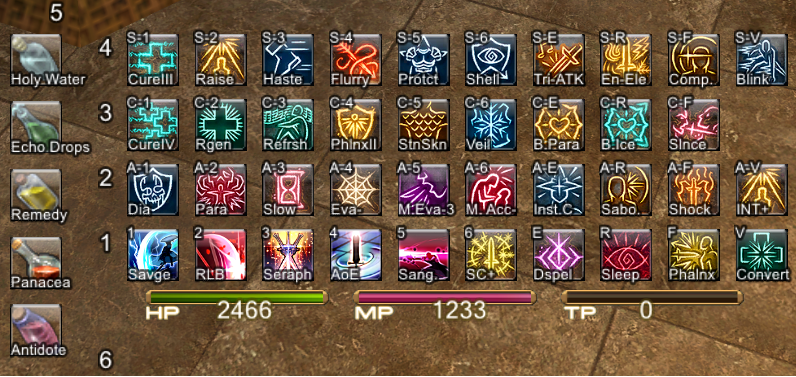 5
4
S-1 S-2 S-3 S-4 S-5 S-6 S-E S-R S-F S-V
Holy Water CureIII Raise Haste Flurry Protct Shell Tri-ATK En-Ele Comp. Blink
3
C-1 C-2 C-3 C-4 C-5 C-6 C-E C-R C-F
Echo Drops CureIV Rgen Refrsh PhlnxII StnSkn Veil B.Para B.Ice SInce
2
A-1 A-2 A-3 A-4 A-5 A-6 A-E A-R A-F A-V
Remedy Dia Para Slow Eva- M.Eva-3 M.Acc- Inst.C- Sabo. Shock INT+
1
1 2 3 4 5 6 E R F V
Panacea Savge RLB Seraph AoE Sang. SC+ Dspel Sleep Phalnx Convert
HP 2466 MP 1233 TP 0
Antidote
6